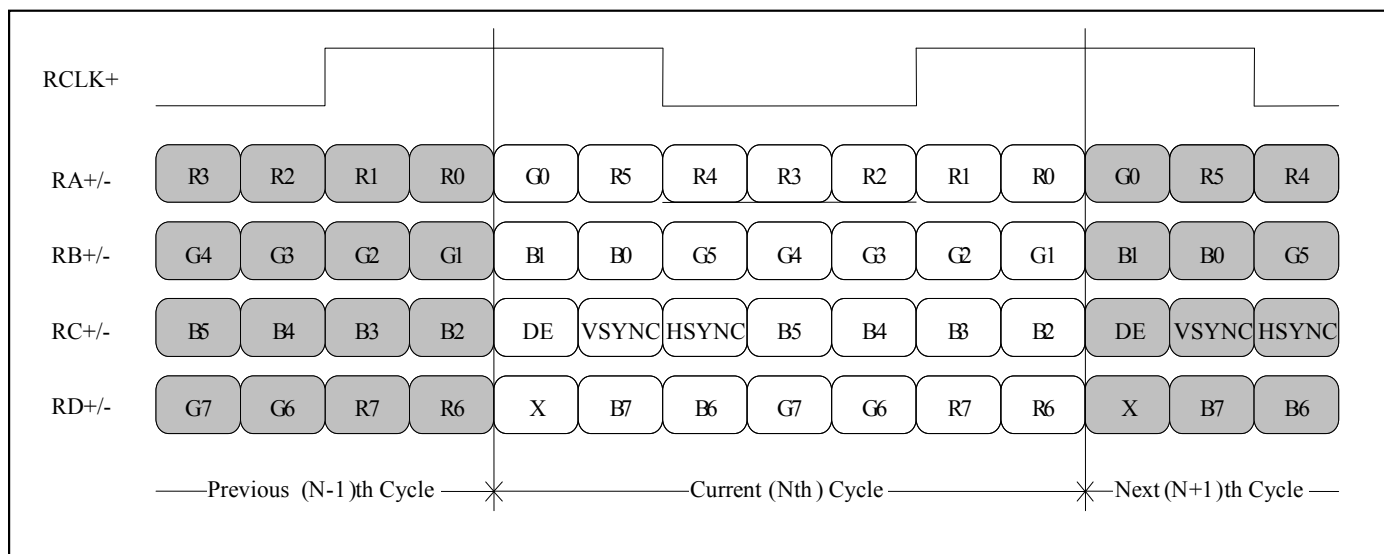 RCLK+
RA+/- R3 R2 R1 R0 G0 R5 R4 R3 R2 R1 R0 G0 R5 R4
RB+/- G4 G3 G2 G1 B1 B0 G5 G4 G3 G2 G1 B1 B0 G5
RC+/- B5 B4 B3 B2 DE VSYNC HSYNC B5 B4 B3 B2 DE VSYNC HSYNC
RD+/- G7 G6 R7 R6 X B7 B6 G7 G6 R7 R6 X B7 B6
Previous (N-1)th Cycle Current (Nth) Cycle Next (N+1)th Cycle